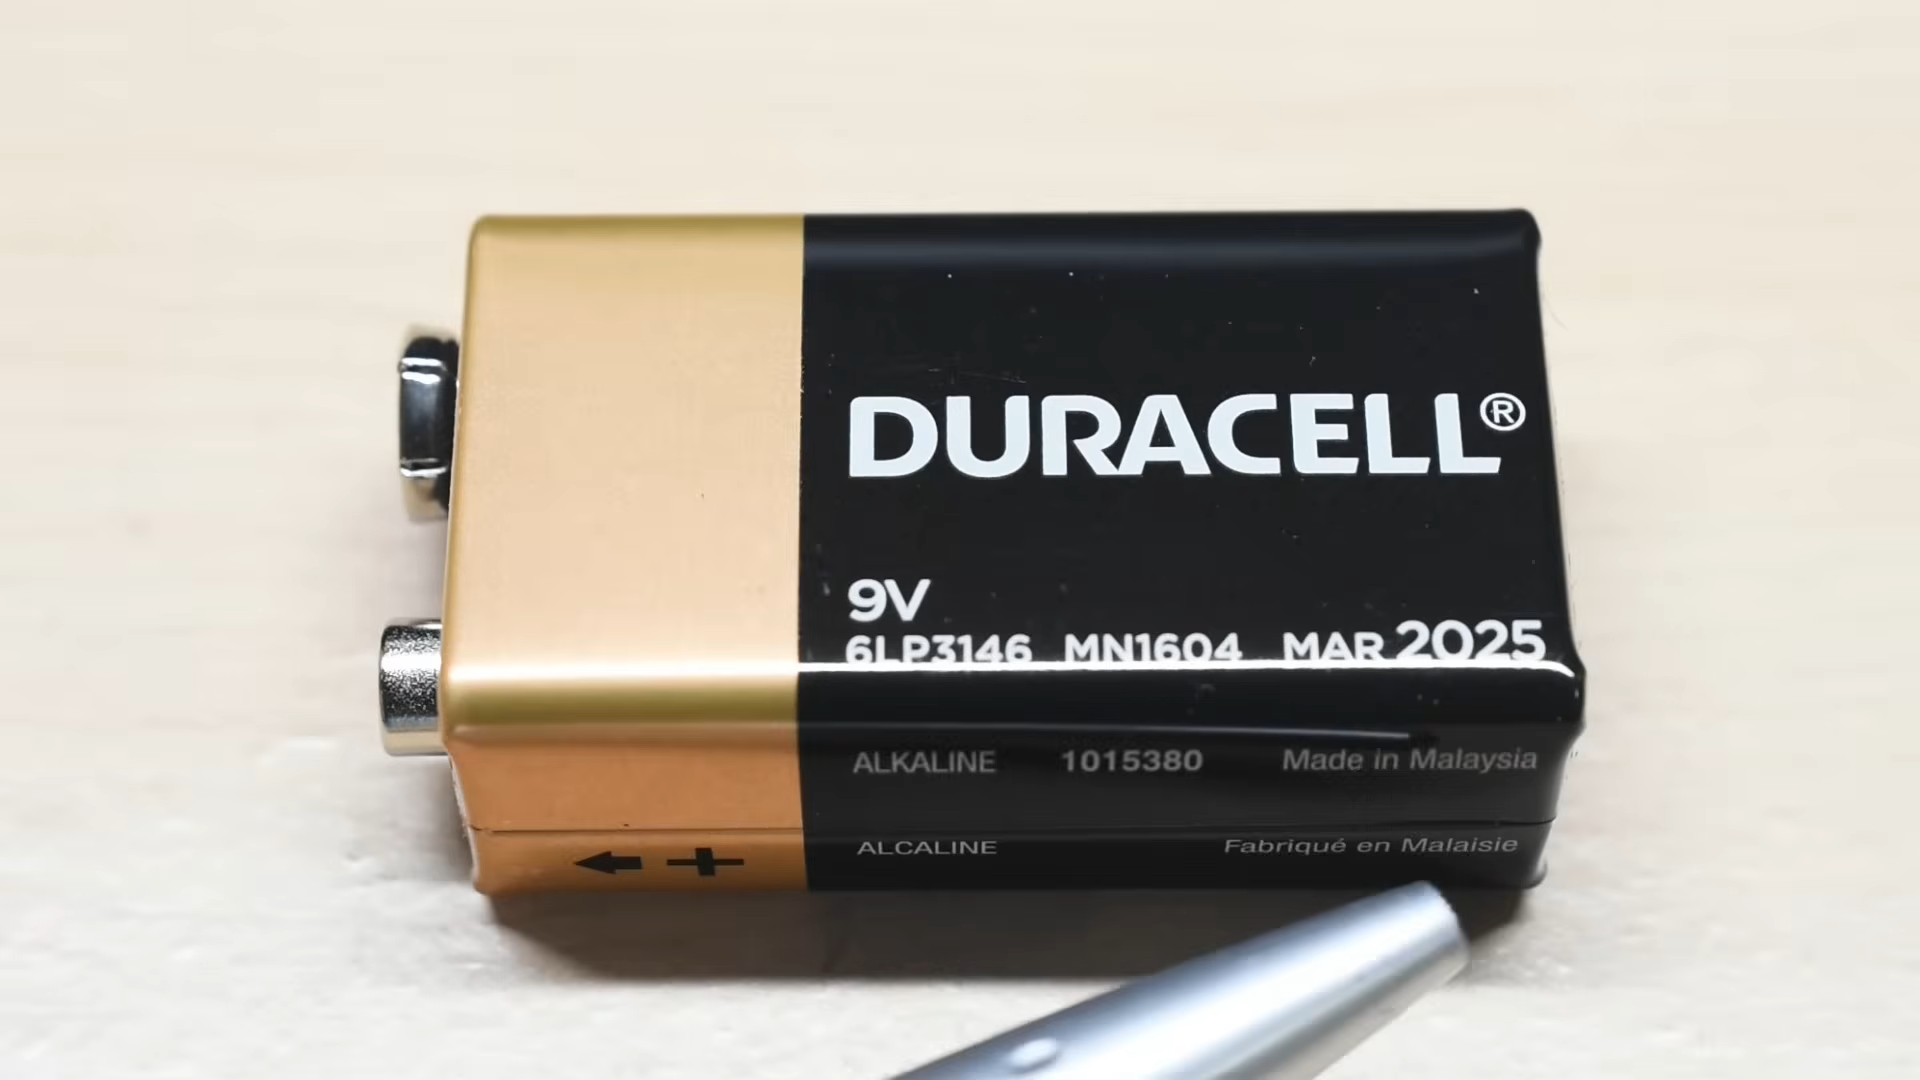 DURACELL®
9V
6LP3146 MN1604 MAR 2025
ALKALINE 1015380 Made in Malaysia
ALCALINE Fabriqué en Malaisie
+